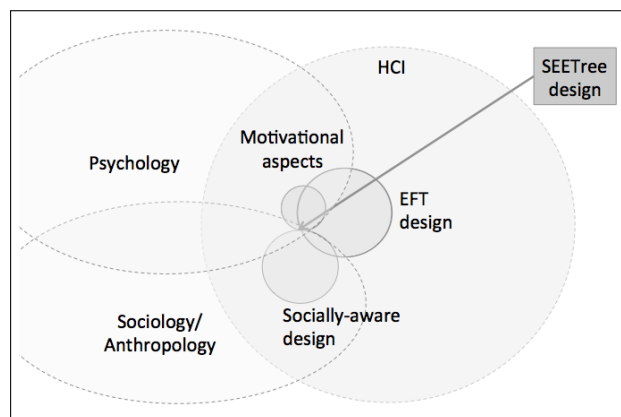 HCI
SEETree
design
Motivational
aspects
Psychology
EFT
design
Sociology/
Anthropology
Socially-aware
design